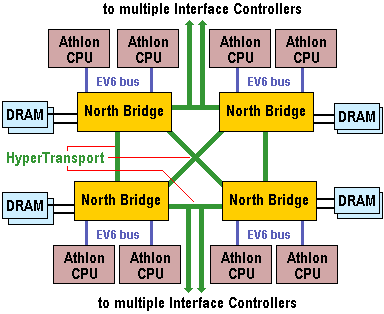 to multiple Interface Controllers
Athlon
CPU
Athlon
CPU
Athlon
CPU
Athlon
CPU
EV6 bus
EV6 bus
DRAM
North Bridge
North Bridge
DRAM
HyperTransport
DRAM
North Bridge
North Bridge
DRAM
EV6 bus
EV6 bus
Athlon
CPU
Athlon
CPU
Athlon
CPU
Athlon
CPU
to multiple Interface Controllers